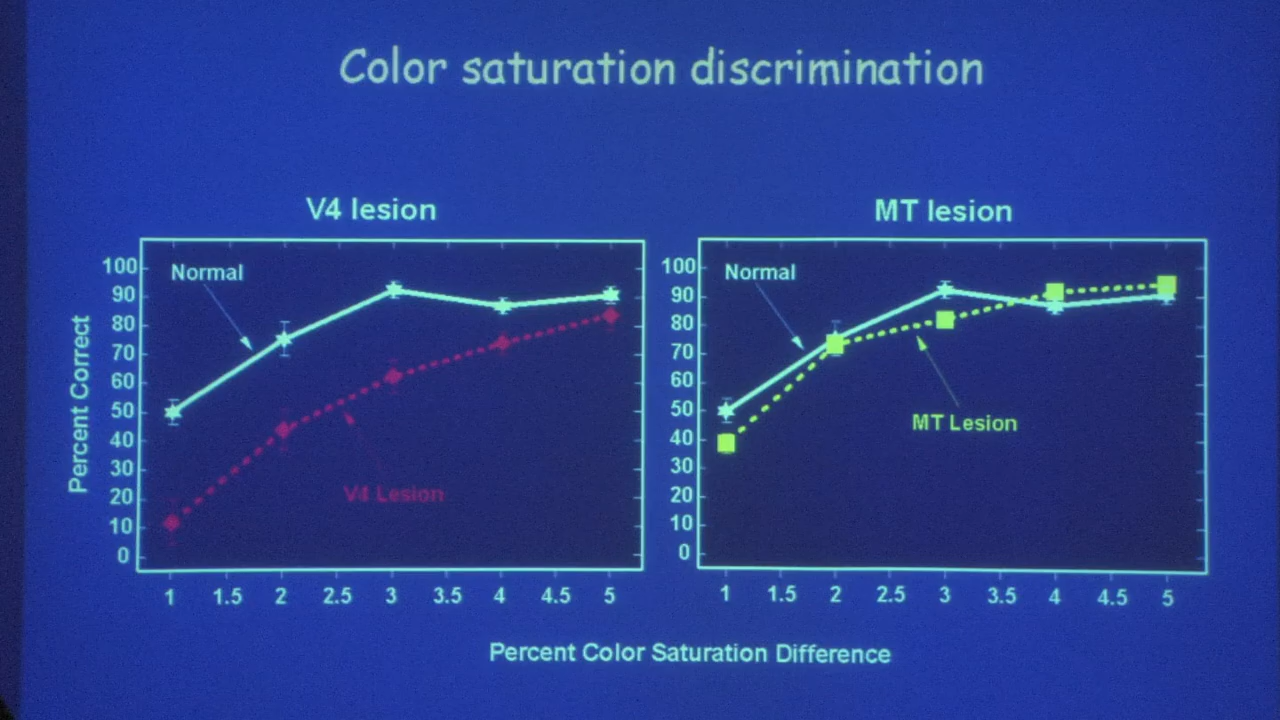 Color saturation discrimination
V4 lesion
Percent Correct
100
90
80
70
60
50
40
30
20
10
0
Normal
V4 Lesion
1 1.5 2 2.5 3 3.5 4 4.5 5
MT lesion
100
90
80
70
60
50
40
30
20
10
0
Normal
MT Lesion
1 1.5 2 2.5 3 3.5 4 4.5 5
Percent Color Saturation Difference